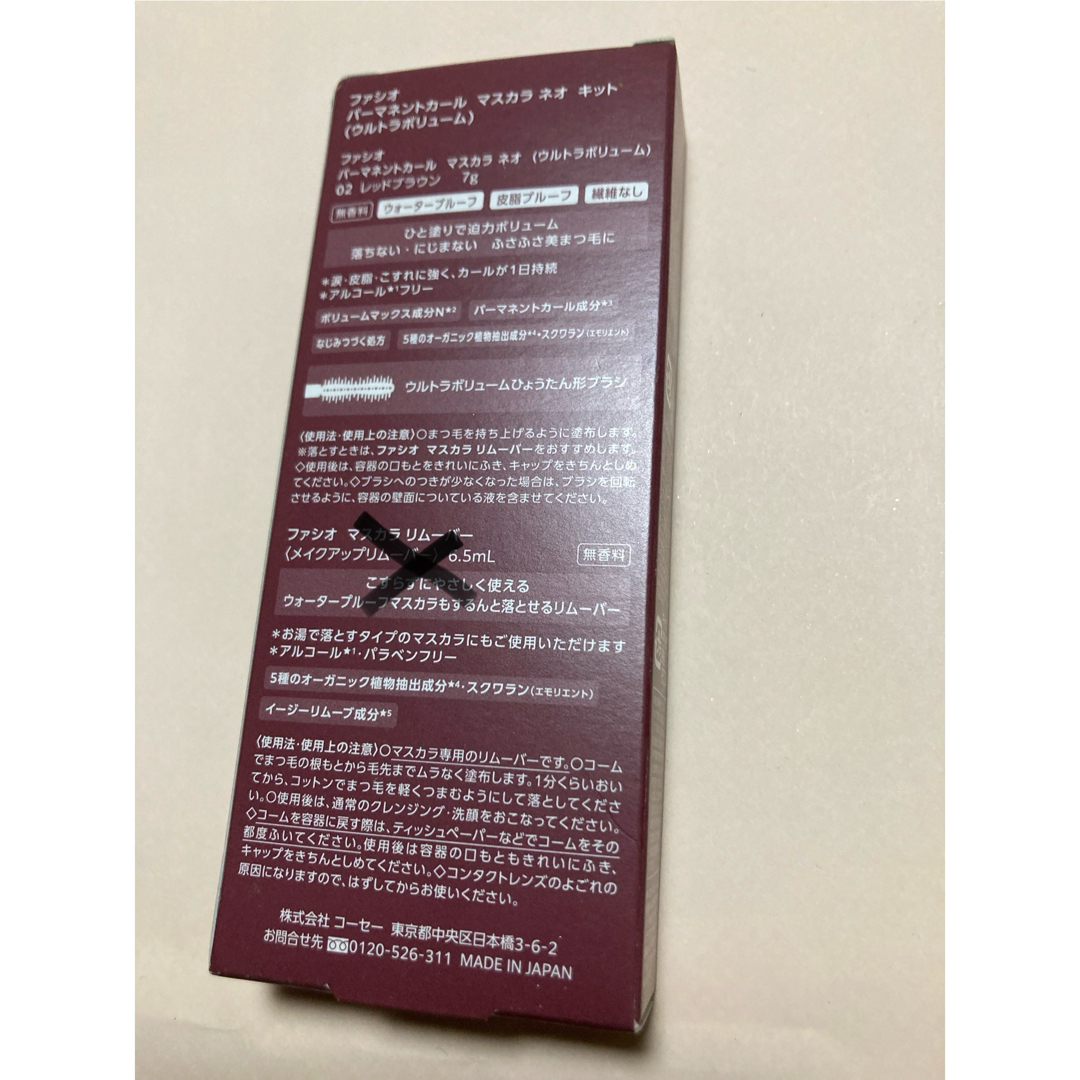 ファシオ
パーマネントカール マスカラ ネオ キット
(ウルトラボリューム)
ファシオ
パーマネントカール マスカラ ネオ (ウルトラボリューム)
02 レッドブラウン 7g
無香料 ウォータープルーフ 皮脂プルーフ 繊維なし
ひと塗りで迫力ボリューム
落ちない・にじまない ふさふさ美まつ毛に
*涙・皮脂・こすれに強く、カールが1日持続
*アルコール★1フリー
ボリュームマックス成分N★2 パーマネントカール成分★3
なじみつづく処方 5種のオーガニック植物抽出成分★4・スクワラン(エモリエント)
ウルトラボリュームひょうたん形ブラシ
〈使用法・使用上の注意〉○まつ毛を持ち上げるように塗布します。
※落とすときは、ファシオ マスカラ リムーバーをおすすめします。
◇使用後は、容器の口もとをきれいにふき、キャップをきちんとしめ
てください。◇ブラシへのつきが少なくなった場合は、ブラシを回転
させるように、容器の壁面についている液を含ませてください。
ファシオ マスカラ リムーバー
〈メイクアップリムーバー〉 6.5mL 無香料
こすらずにやさしく使える
ウォータープルーフマスカラもするんと落とせるリムーバー
*お湯で落とすタイプのマスカラにもご使用いただけます
*アルコール★1・パラベンフリー
5種のオーガニック植物抽出成分★4・スクワラン(エモリエント)
イージーリムーブ成分★5
〈使用法・使用上の注意〉○マスカラ専用のリムーバーです。○コーム
でまつ毛の根もとから毛先までムラなく塗布します。1分くらいおい
てから、コットンでまつ毛を軽くつまむようにして落としてくださ
い。○使用後は、通常のクレンジング・洗顔をおこなってください。
◇コームを容器に戻す際は、ティッシュペーパーなどでコームをその
都度ふいてください。使用後は容器の口もともきれいにふき、
キャップをきちんとしめてください。◇コンタクトレンズのよごれの
原因になりますので、はずしてからお使いください。
株式会社 コーセー 東京都中央区日本橋3-6-2
お問合せ先 0120-526-311 MADE IN JAPAN